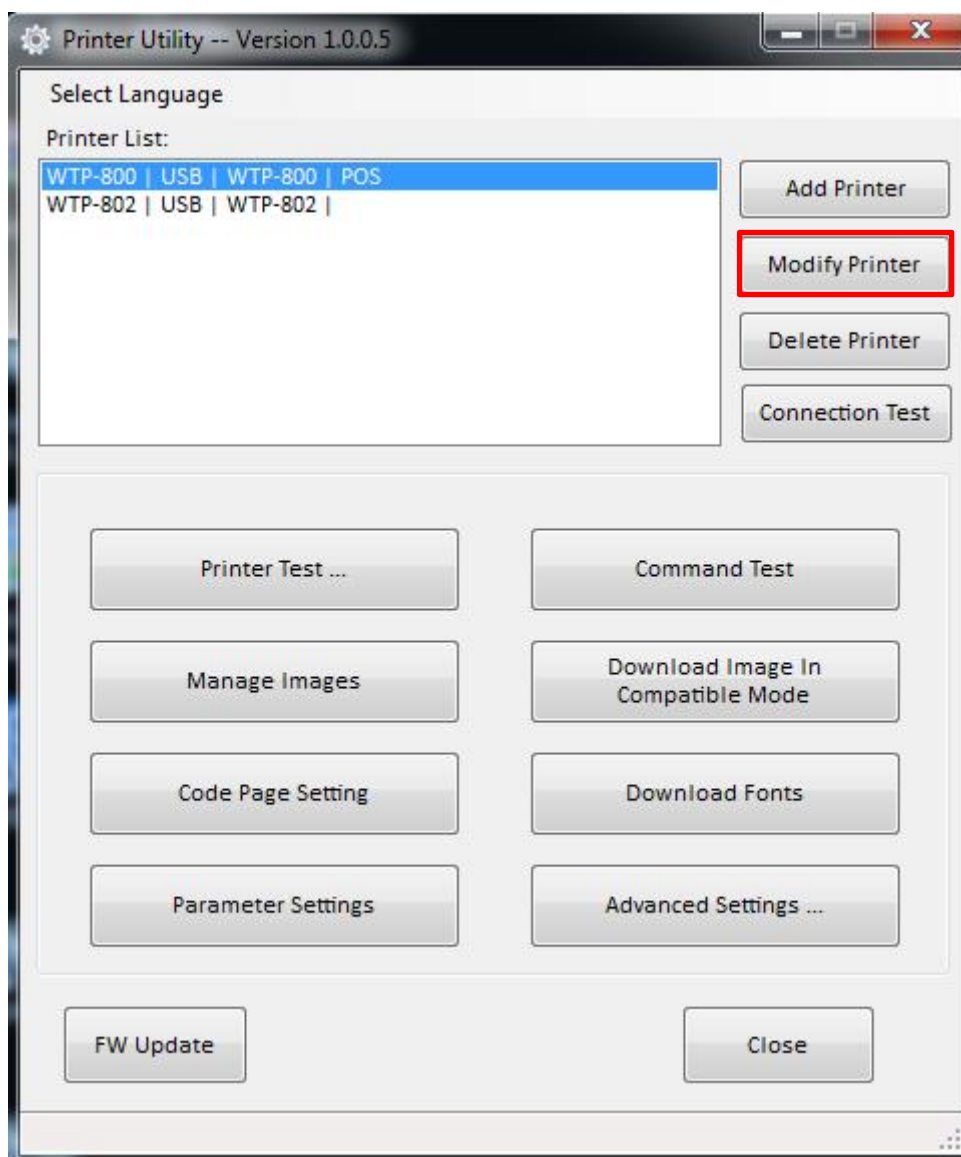 Printer Utility -- Version 1.0.0.5
Select Language
Printer List:
WTP-800 | USB | WTP-800 | POS
WTP-802 | USB | WTP-802 |
Add Printer
Modify Printer
Delete Printer
Connection Test
Printer Test ...
Command Test
Manage Images
Download Image In
Compatible Mode
Code Page Setting
Download Fonts
Parameter Settings
Advanced Settings ...
FW Update
Close